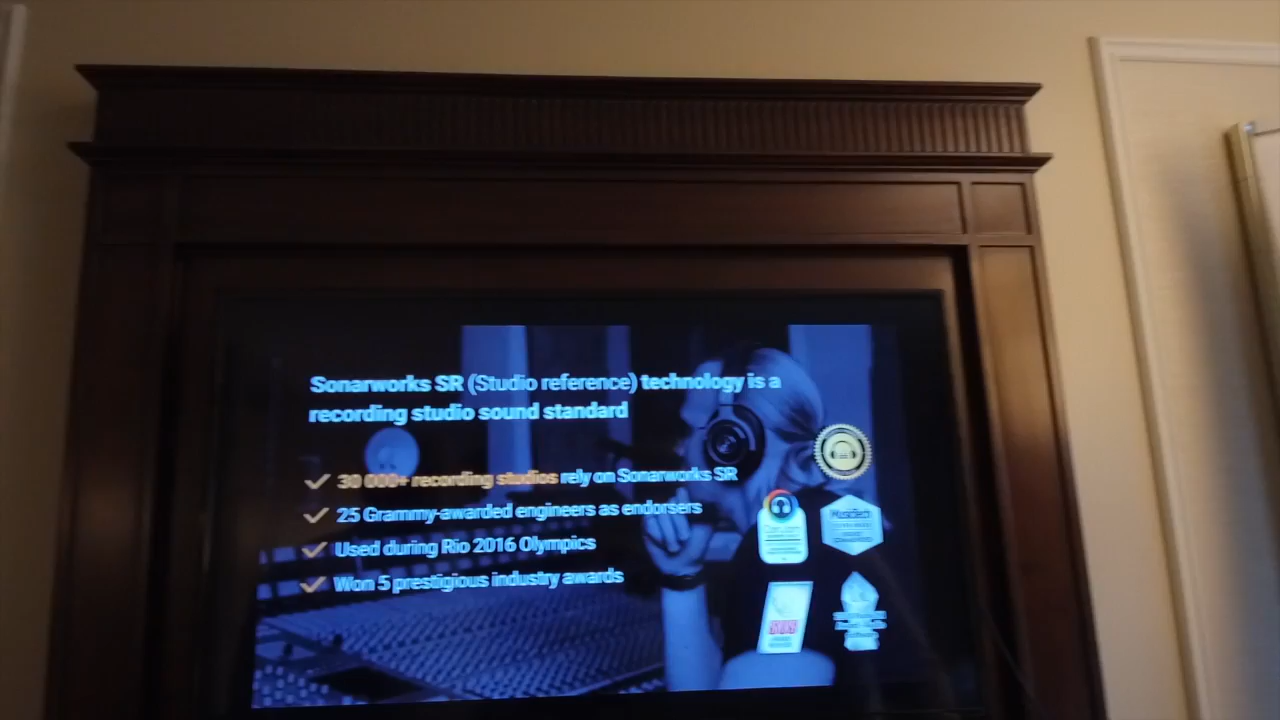 Sonarworks SR (Studio reference) technology is a
recording studio sound standard
30 000+ recording studios rely on Sonarworks SR
25 Grammy-awarded engineers as endorsers
Used during Rio 2016 Olympics
Won 5 prestigious industry awards